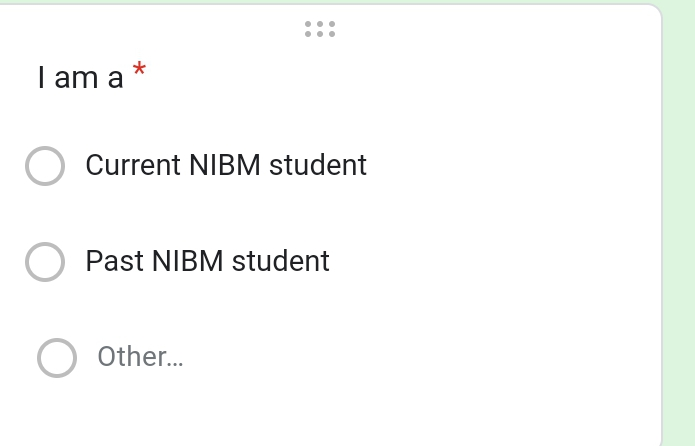 I am a *
Current NIBM student
Past NIBM student
Other...